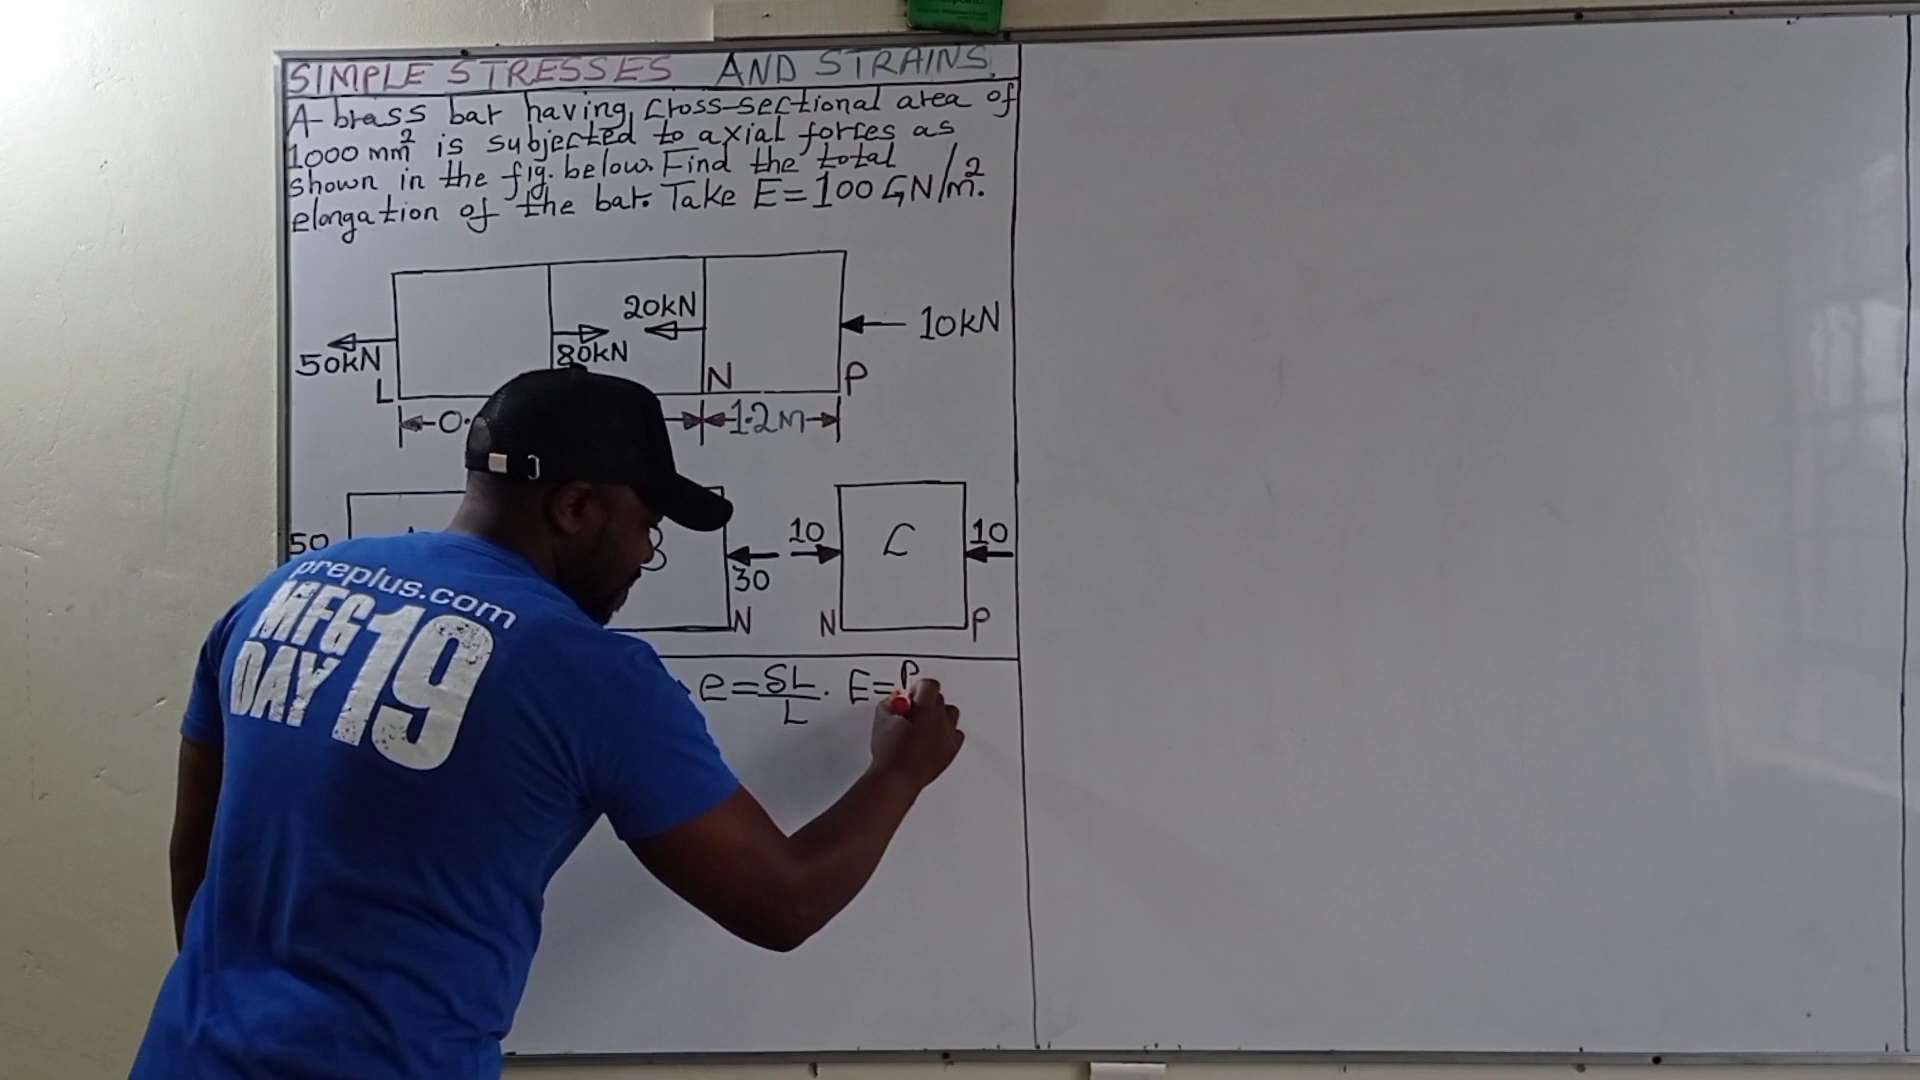 SIMPLE STRESSES AND STRAINS.
A brass bar having cross-sectional area of
1000 mm² is subjected to axial forces as
shown in the fig. below. Find the total
elongation of the bar. Take E=100 GN/m².
20kN
10kN
50kN
80kN
L
N
P
0.
1.2m
50
B
10
C
10
30
N
N
P
e=δL/L. E=P
preplus.com
MFG
DAY 19